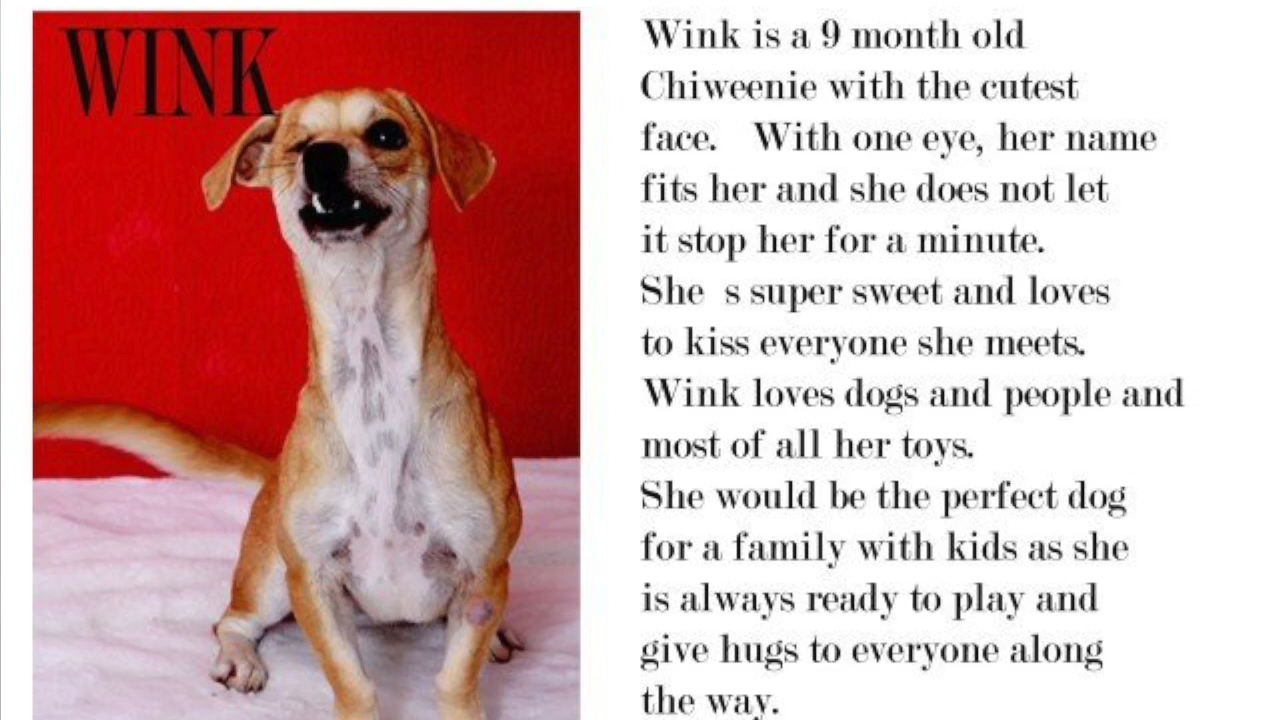 WINK
Wink is a 9 month old
Chiweenie with the cutest
face. With one eye, her name
fits her and she does not let
it stop her for a minute.
She s super sweet and loves
to kiss everyone she meets.
Wink loves dogs and people and
most of all her toys.
She would be the perfect dog
for a family with kids as she
is always ready to play and
give hugs to everyone along
the way.